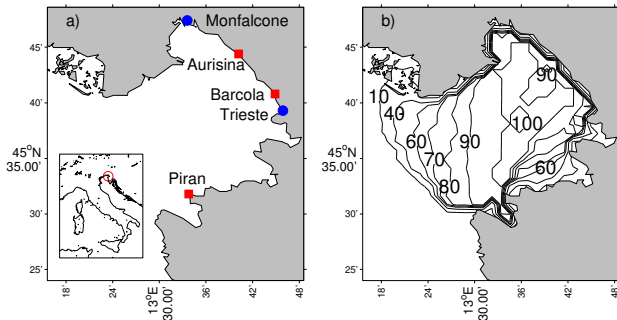 a)
Monfalcone
Aurisina
Barcola
Trieste
Piran
45'
40'
45°N
35.00'
30'
25'
18'
24'
13°E
30.00'
36'
42'
48'
b)
90
100
10
40
60
70
80
90
60
45'
40'
45°N
35.00'
30'
25'
18'
24'
13°E
30.00'
36'
42'
48'